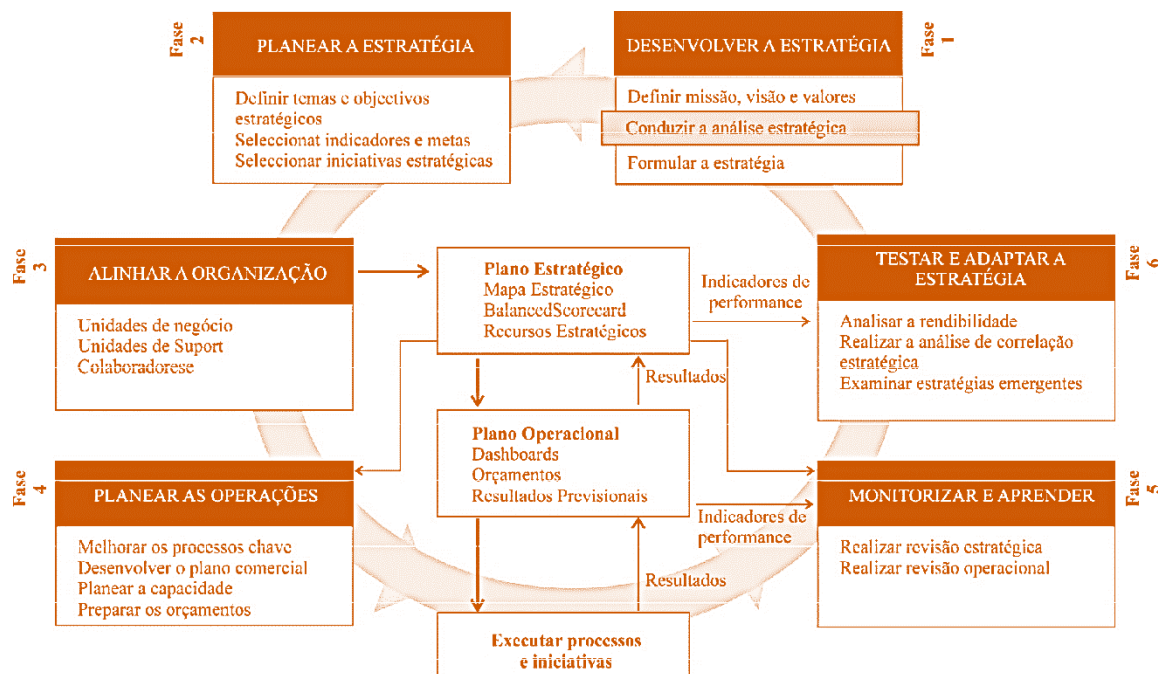 Fase 2
PLANEAR A ESTRATÉGIA
Definir temas e objectivos
estratégicos
Seleccionat indicadores e metas
Seleccionar iniciativas estratégicas
DESENVOLVER A ESTRATÉGIA
Fase 1
Definir missão, visão e valores
Conduzir a análise estratégica
Formular a estratégia
Fase 3
ALINHAR A ORGANIZAÇÃO
Unidades de negócio
Unidades de Suport
Colaboradorese
Plano Estratégico
Mapa Estratégico
BalancedScorecard
Recursos Estratégicos
Indicadores de
performance
TESTAR E ADAPTAR A
ESTRATÉGIA
Fase 6
Analisar a rendibilidade
Realizar a análise de correlação
estratégica
Examinar estratégias emergentes
Resultados
Plano Operacional
Dashboards
Orçamentos
Resultados Previsionais
Fase 4
PLANEAR AS OPERAÇÕES
Melhorar os processos chave
Desenvolver o plano comercial
Planear a capacidade
Preparar os orçamentos
Indicadores de
performance
MONITORIZAR E APRENDER
Fase 5
Realizar revisão estratégica
Realizar revisão operacional
Resultados
Executar processos
e iniciativas